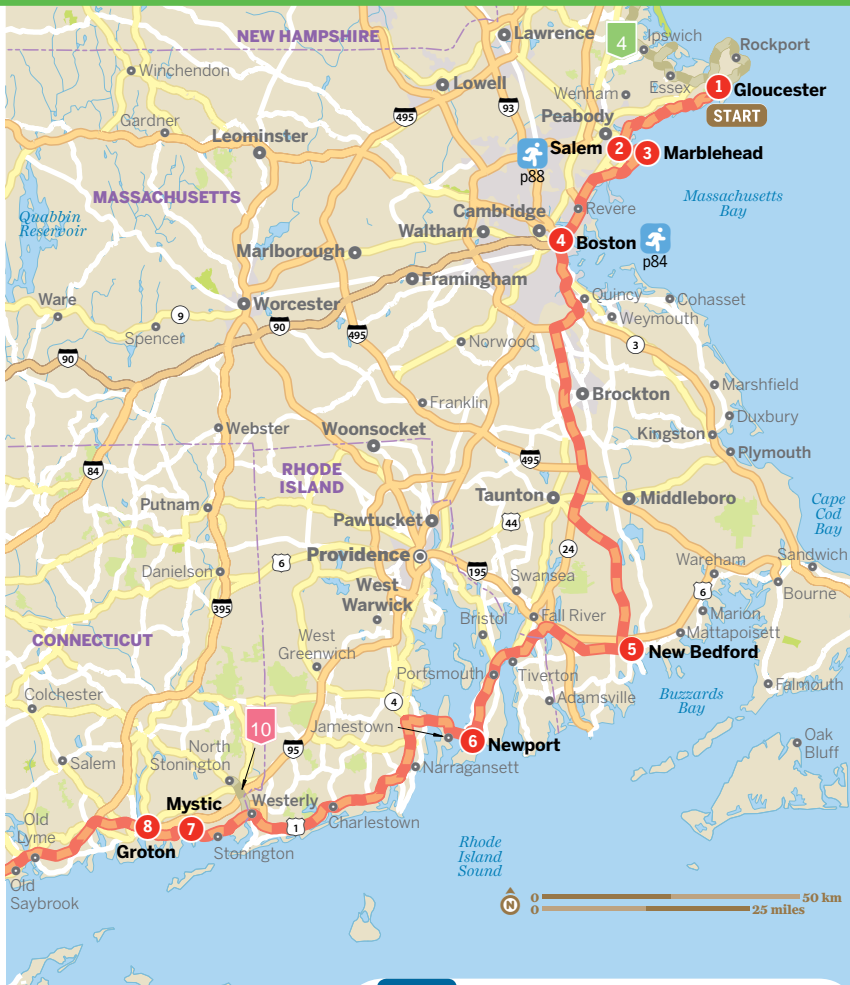 NEW HAMPSHIRE
Lawrence
4
Ipswich
Rockport
Winchendon
Lowell
Essex
1
Gloucester
START
Wenham
495
93
Gardner
Peabody
Leominster
Salem
2
3
Marblehead
p88
MASSACHUSETTS
Massachusetts
Bay
Quabbin
Reservoir
Cambridge
Revere
Waltham
4
Boston
p84
Marlborough
Framingham
Ware
Worcester
Quincy
Cohasset
9
Weymouth
90
495
Spencer
Norwood
3
90
Marshfield
Brockton
Franklin
Duxbury
Webster
Woonsocket
Kingston
Plymouth
84
RHODE
ISLAND
495
Taunton
Middleboro
Cape
Cod
Bay
Putnam
Pawtucket
44
24
Providence
6
Wareham
Sandwich
Danielson
195
Swansea
6
Bourne
West
Warwick
395
Bristol
Fall River
Marion
Mattapoisett
CONNECTICUT
West
Greenwich
5
New Bedford
Portsmouth
Tiverton
Falmouth
Colchester
4
Adamsville
Buzzards
Bay
Jamestown
10
6
Newport
Oak
Bluff
North
Stonington
95
Salem
Narragansett
Mystic
Westerly
Old
Lyme
8
7
1
Charlestown
Groton
Stonington
Rhode
Island
Sound
Old
Saybrook
N
0
50 km
0
25 miles